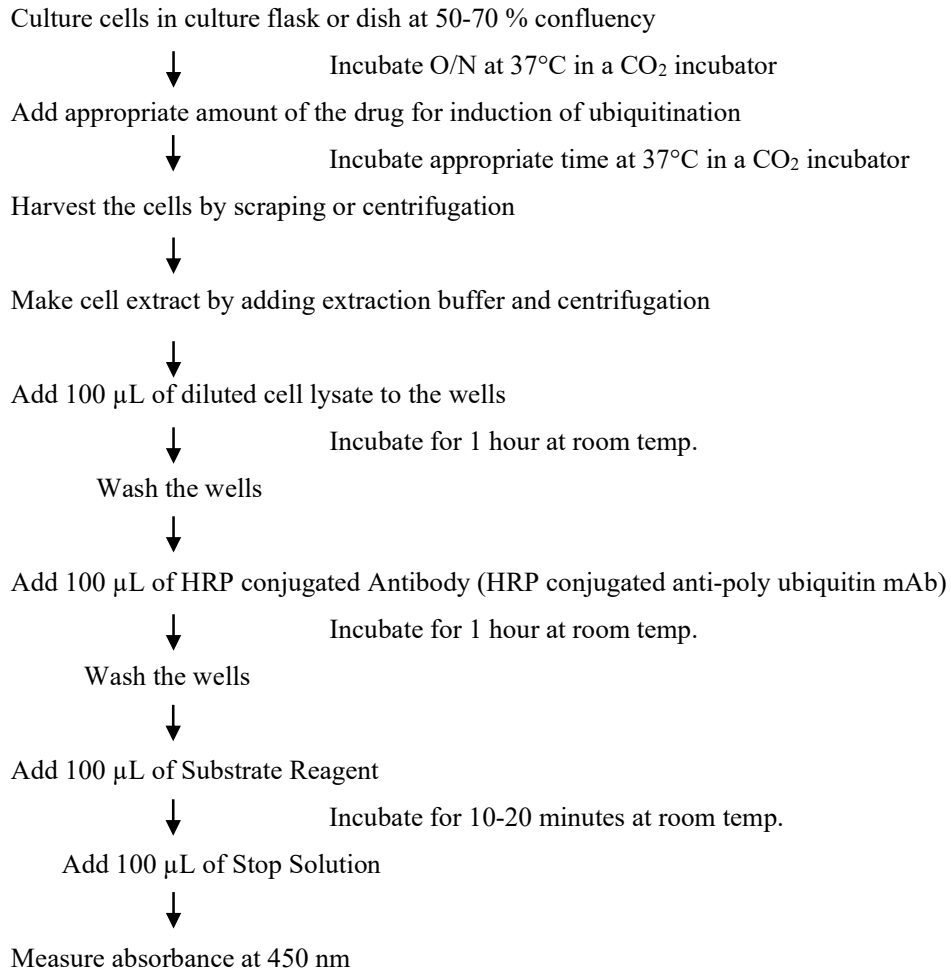 Culture cells in culture flask or dish at 50-70 % confluency
Incubate O/N at 37°C in a CO₂ incubator
Add appropriate amount of the drug for induction of ubiquitination
Incubate appropriate time at 37°C in a CO₂ incubator
Harvest the cells by scraping or centrifugation
Make cell extract by adding extraction buffer and centrifugation
Add 100 µL of diluted cell lysate to the wells
Incubate for 1 hour at room temp.
Wash the wells
Add 100 µL of HRP conjugated Antibody (HRP conjugated anti-poly ubiquitin mAb)
Incubate for 1 hour at room temp.
Wash the wells
Add 100 µL of Substrate Reagent
Incubate for 10-20 minutes at room temp.
Add 100 µL of Stop Solution
Measure absorbance at 450 nm